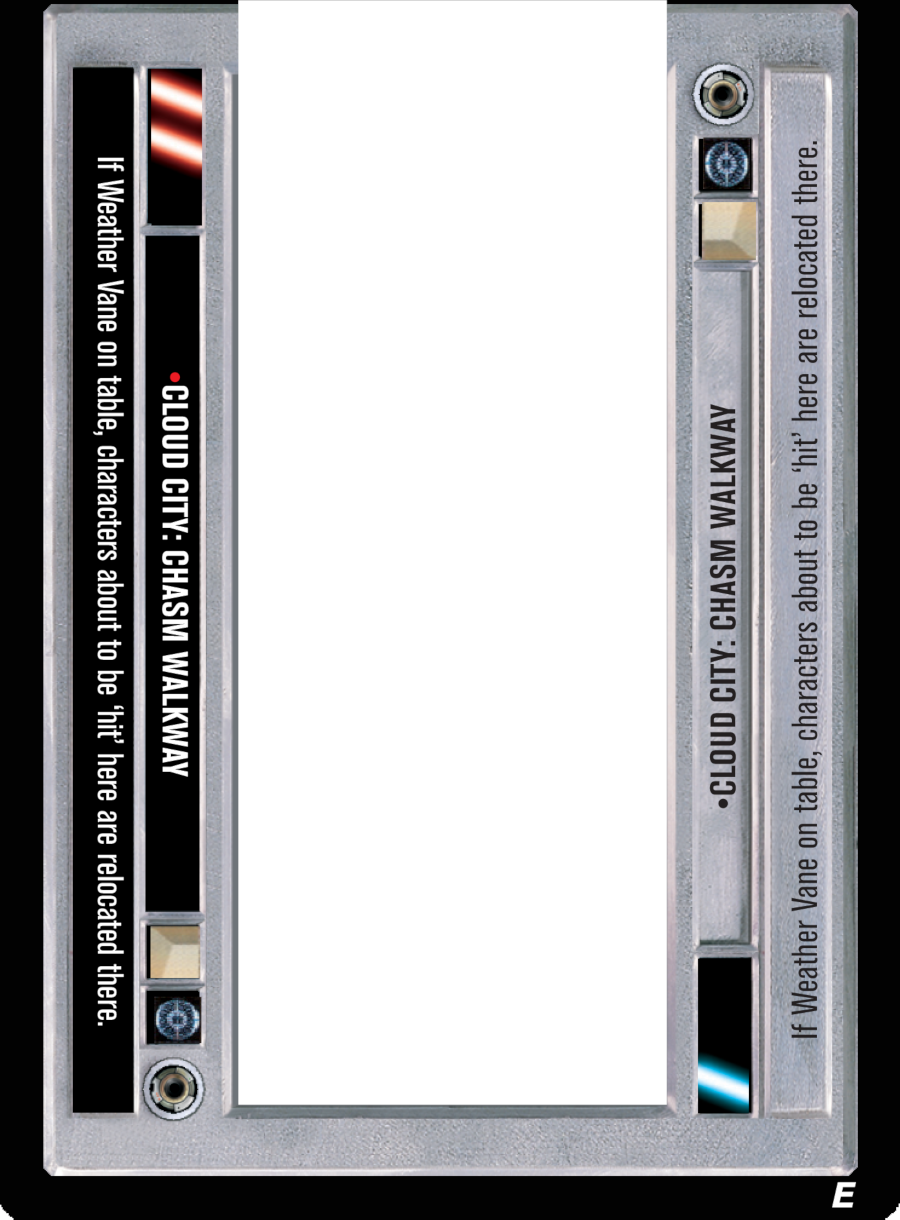 If Weather Vane on table, characters about to be ‘hit’ here are relocated there.
•CLOUD CITY: CHASM WALKWAY
•CLOUD CITY: CHASM WALKWAY
If Weather Vane on table, characters about to be ‘hit’ here are relocated there.
E